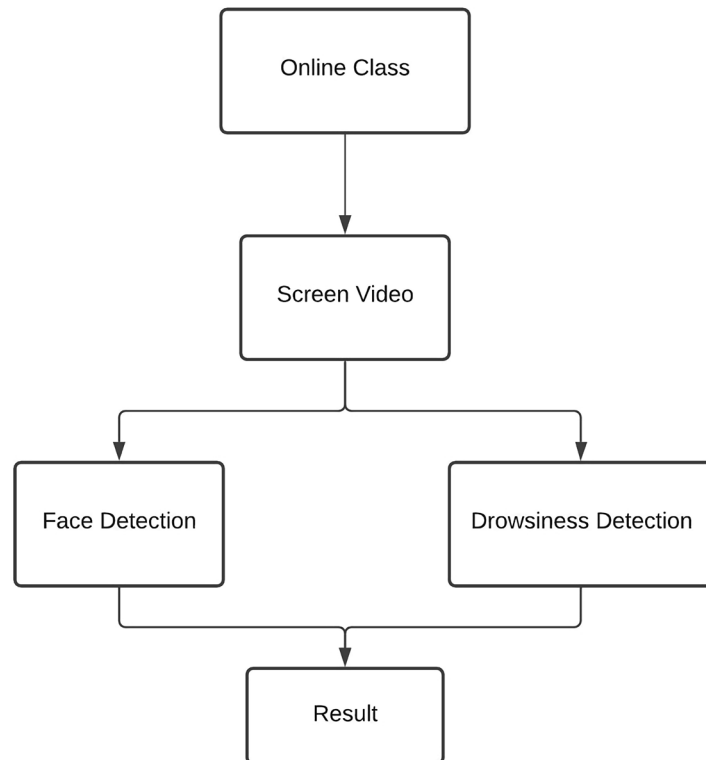 Online Class
Screen Video
Face Detection
Drowsiness Detection
Result